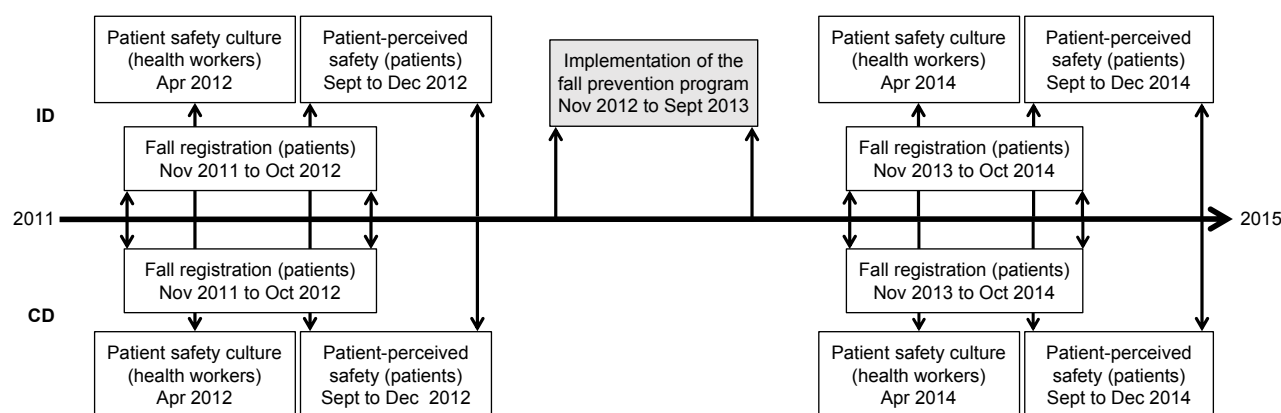 Patient safety culture
(health workers)
Apr 2012
Patient-perceived
safety (patients)
Sept to Dec 2012
Implementation of the
fall prevention program
Nov 2012 to Sept 2013
Patient safety culture
(health workers)
Apr 2014
Patient-perceived
safety (patients)
Sept to Dec 2014
ID
Fall registration (patients)
Nov 2011 to Oct 2012
Fall registration (patients)
Nov 2013 to Oct 2014
2011
2015
Fall registration (patients)
Nov 2011 to Oct 2012
Fall registration (patients)
Nov 2013 to Oct 2014
CD
Patient safety culture
(health workers)
Apr 2012
Patient-perceived
safety (patients)
Sept to Dec 2012
Patient safety culture
(health workers)
Apr 2014
Patient-perceived
safety (patients)
Sept to Dec 2014